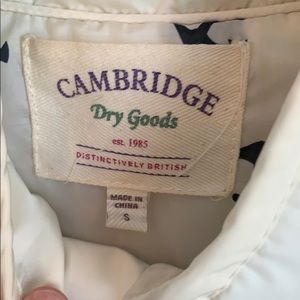 CAMBRIDGE
Dry Goods
est. 1985
DISTINCTIVELY BRITISH
MADE IN
CHINA
S